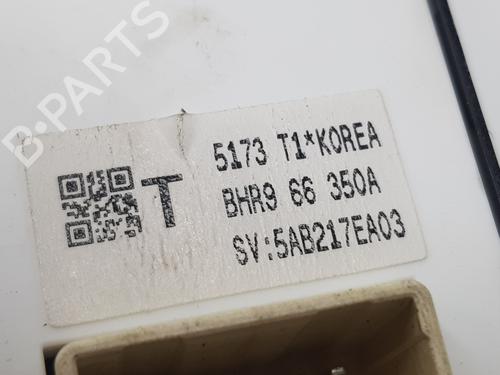 B-PARTS
5173 T1*KOREA
T
BHR9 66 350A
SV:5AB217EA03